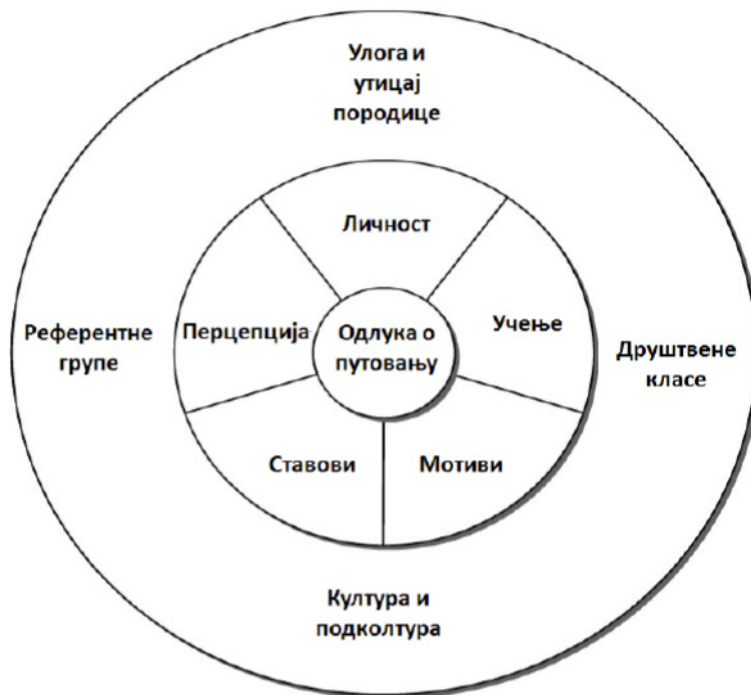 Улога и
утицај
породице
Личност
Референтне
групе
Перцепција
Одлука о
путовању
Учење
Друштвене
класе
Ставови
Мотиви
Култура и
подколтура